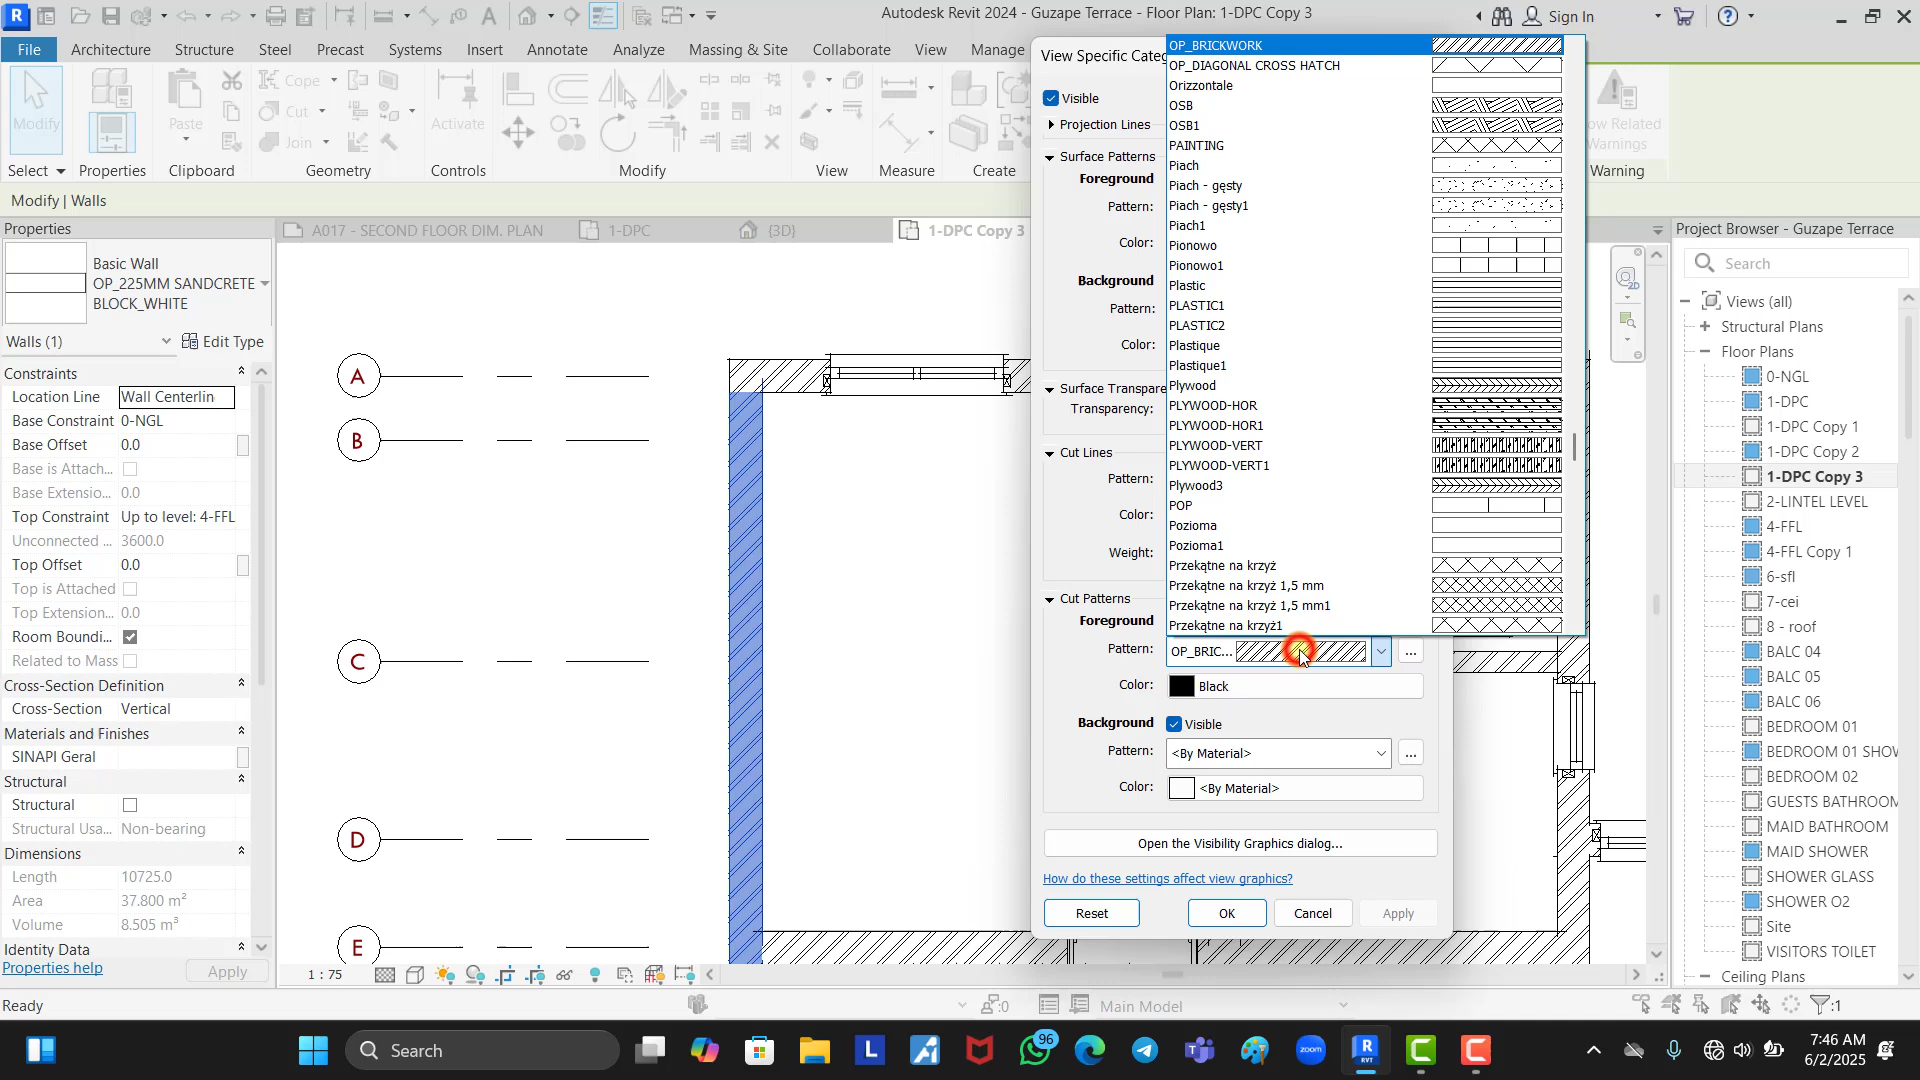 Autodesk Revit 2024 - Guzape Terrace - Floor Plan: 1-DPC Copy 3
Sign In
File
Architecture
Structure
Steel
Precast
Systems
Insert
Annotate
Analyze
Massing & Site
Collaborate
View
Manage
Modify
Paste
Cope
Cut
Join
Activate
Warnings
Select
Properties
Clipboard
Geometry
Controls
Modify
View
Measure
Create
Warning
Modify | Walls
Properties
Basic Wall
OP_225MM SANDCRETE
BLOCK_WHITE
Walls (1)
Edit Type
Constraints
Location Line
Wall Centerlin
Base Constraint
0-NGL
Base Offset
0.0
Base is Attach...
Base Extensio...
0.0
Top Constraint
Up to level: 4-FFL
Unconnected ...
3600.0
Top Offset
0.0
Top is Attached
Top Extension...
0.0
Room Boundi...
Related to Mass
Cross-Section Definition
Cross-Section
Vertical
Materials and Finishes
SINAPI Geral
Structural
Structural
Structural Usa...
Non-bearing
Dimensions
Length
10725.0
Area
37.800 m²
Volume
8.505 m³
Identity Data
Properties help
Apply
A017 - SECOND FLOOR DIM. PLAN
1-DPC
{3D}
1-DPC Copy 3
A
B
C
D
E
1 : 75
View Specific Categ
Visible
Projection Lines
Surface Patterns
Foreground
Pattern:
Color:
Background
Pattern:
Color:
Surface Transpare
Transparency:
Cut Lines
Pattern:
Color:
Weight:
Cut Patterns
Foreground
Pattern:
OP_BRIC...
...
Color:
Black
Background
Visible
Pattern:
<By Material>
...
Color:
<By Material>
Open the Visibility Graphics dialog...
How do these settings affect view graphics?
Reset
OK
Cancel
Apply
OP_BRICKWORK
OP_DIAGONAL CROSS HATCH
Orizzontale
OSB
OSB1
PAINTING
Piach
Piach - gęsty
Piach - gęsty1
Piach1
Pionowo
Pionowo1
Plastic
PLASTIC1
PLASTIC2
Plastique
Plastique1
Plywood
PLYWOOD-HOR
PLYWOOD-HOR1
PLYWOOD-VERT
PLYWOOD-VERT1
Plywood3
POP
Pozioma
Pozioma1
Przekątne na krzyż
Przekątne na krzyż 1,5 mm
Przekątne na krzyż 1,5 mm1
Przekątne na krzyż1
Project Browser - Guzape Terrace
Search
Views (all)
Structural Plans
Floor Plans
0-NGL
1-DPC
1-DPC Copy 1
1-DPC Copy 2
1-DPC Copy 3
2-LINTEL LEVEL
4-FFL
4-FFL Copy 1
6-sfl
7-cei
8 - roof
BALC 04
BALC 05
BALC 06
BEDROOM 01
BEDROOM 01 SHOW
BEDROOM 02
GUESTS BATHROOM
MAID BATHROOM
MAID SHOWER
SHOWER GLASS
SHOWER O2
Site
VISITORS TOILET
Ceiling Plans
Ready
:0
Main Model
:1
Search
96
zoom
RVT
7:46 AM
6/2/2025